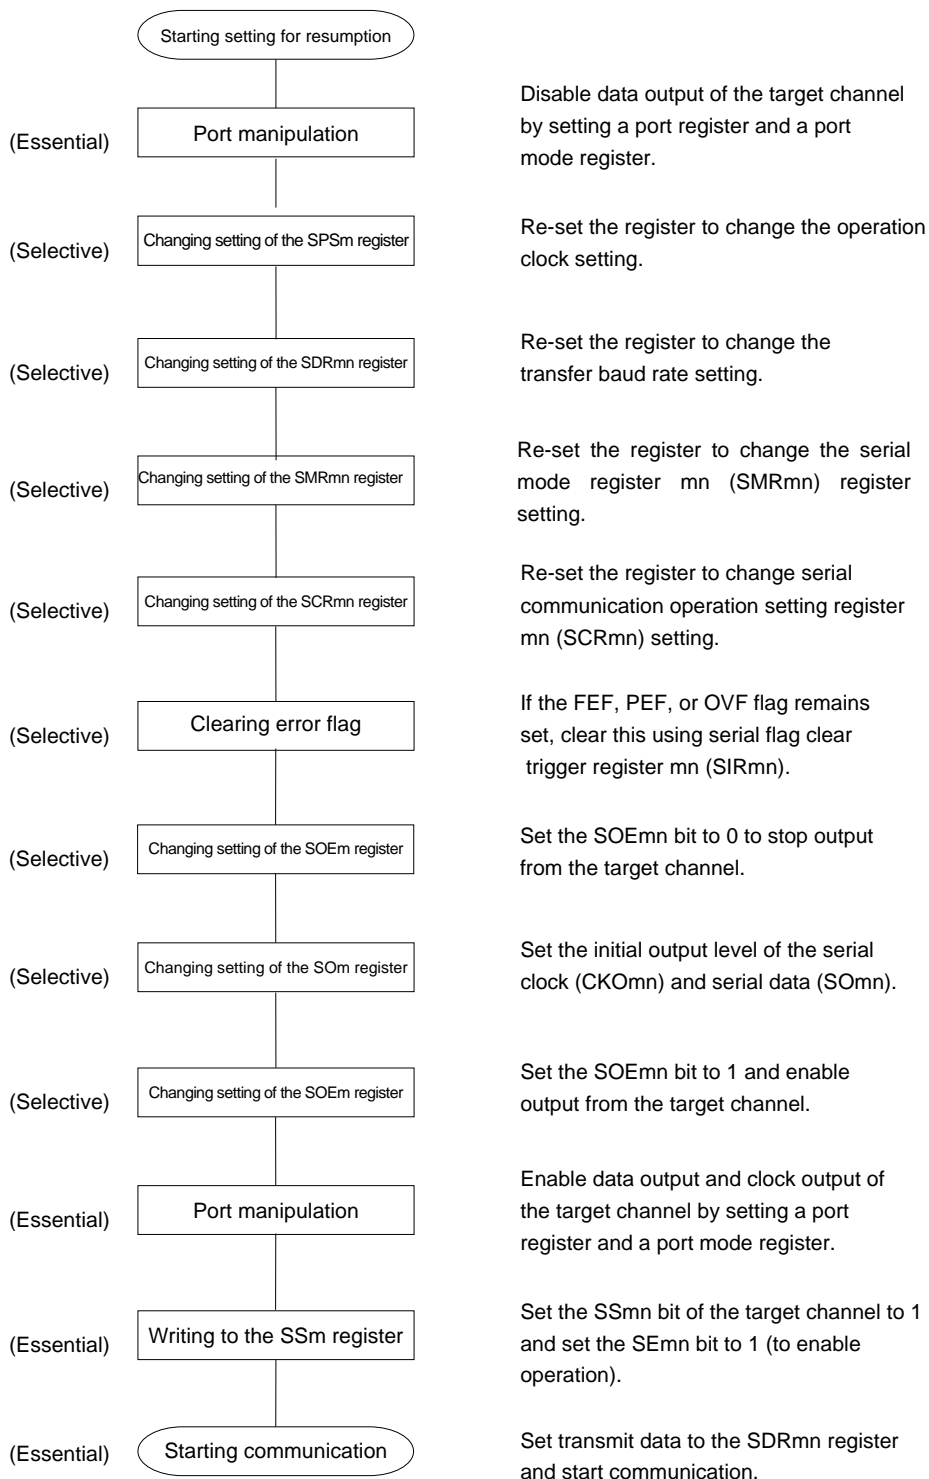 Starting setting for resumption
(Essential)
Port manipulation
Disable data output of the target channel
by setting a port register and a port
mode register.
(Selective)
Changing setting of the SPSm register
Re-set the register to change the operation
clock setting.
(Selective)
Changing setting of the SDRmn register
Re-set the register to change the
transfer baud rate setting.
(Selective)
Changing setting of the SMRmn register
Re-set the register to change the serial
mode register mn (SMRmn) register
setting.
(Selective)
Changing setting of the SCRmn register
Re-set the register to change serial
communication operation setting register
mn (SCRmn) setting.
(Selective)
Clearing error flag
If the FEF, PEF, or OVF flag remains
set, clear this using serial flag clear
trigger register mn (SIRmn).
(Selective)
Changing setting of the SOEm register
Set the SOEmn bit to 0 to stop output
from the target channel.
(Selective)
Changing setting of the SOm register
Set the initial output level of the serial
clock (CKOmn) and serial data (SOmn).
(Selective)
Changing setting of the SOEm register
Set the SOEmn bit to 1 and enable
output from the target channel.
(Essential)
Port manipulation
Enable data output and clock output of
the target channel by setting a port
register and a port mode register.
(Essential)
Writing to the SSm register
Set the SSmn bit of the target channel to 1
and set the SEmn bit to 1 (to enable
operation).
(Essential)
Starting communication
Set transmit data to the SDRmn register
and start communication.